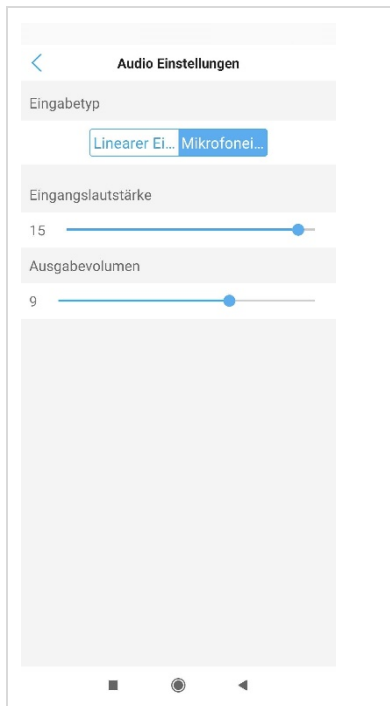 Audio Einstellungen
Eingabetyp
Linearer Ei... Mikrofonei...
Eingangslautstärke
15
Ausgabevolumen
9